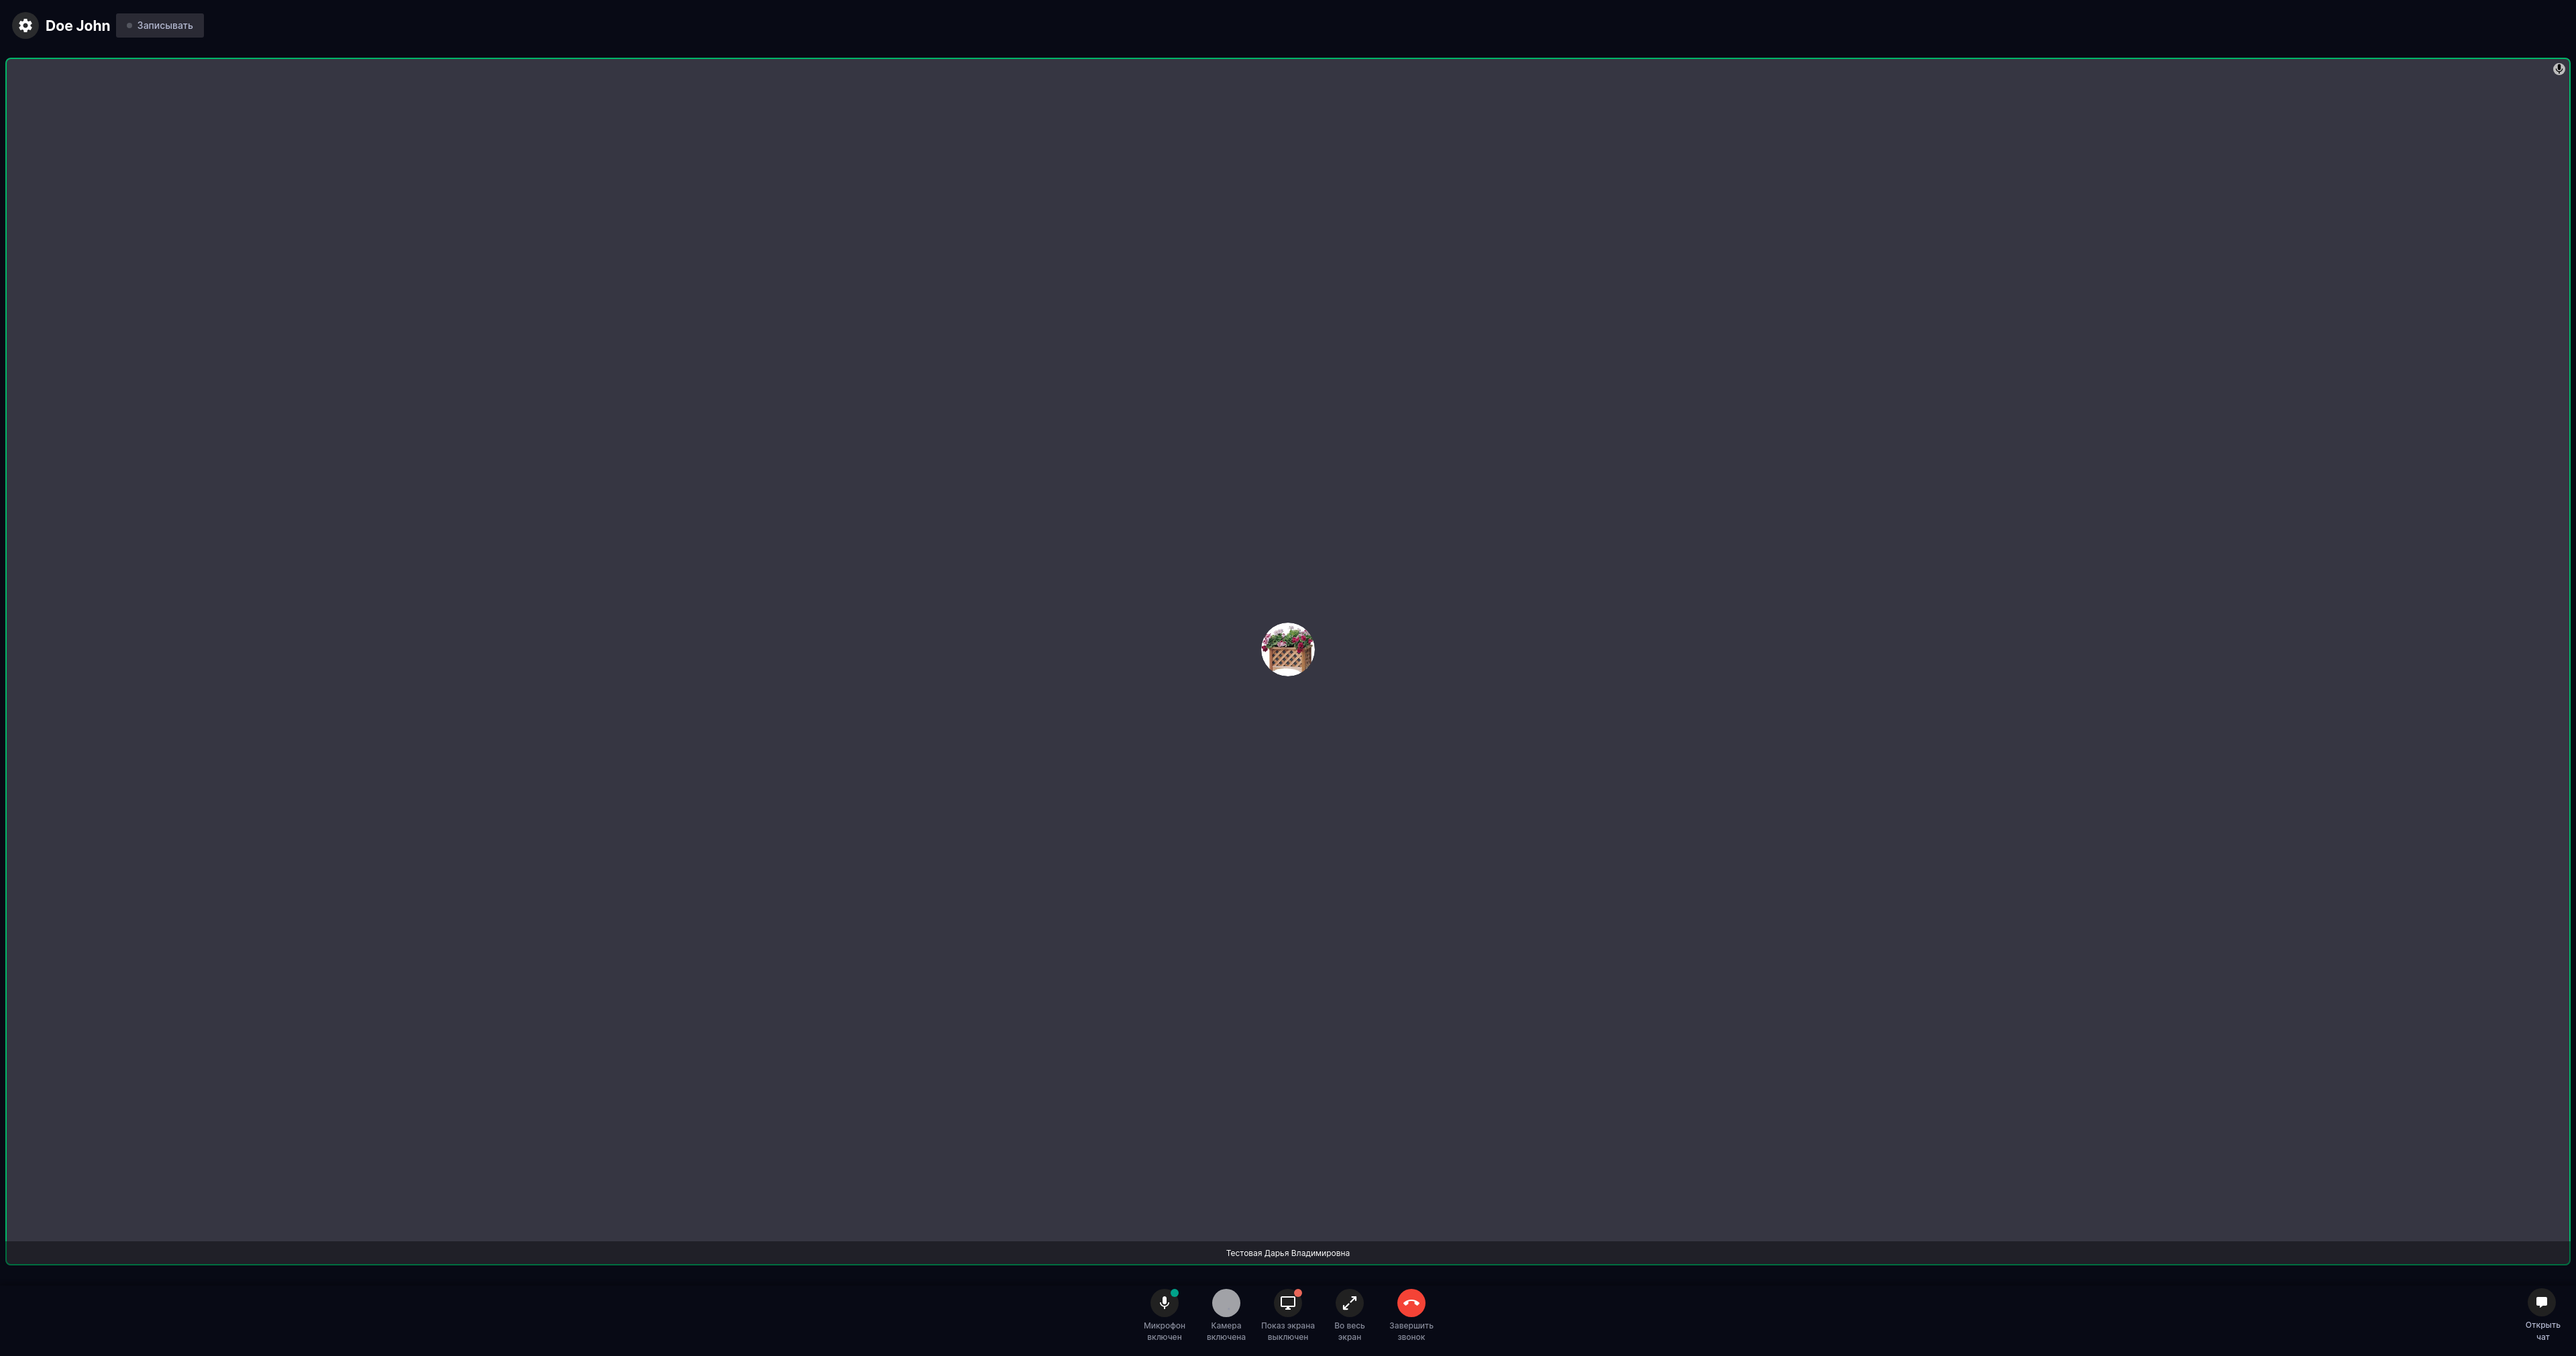 Doe John
Записывать
Тестовая Дарья Владимировна
Микрофон
включен
Камера
включена
Показ экрана
выключен
Во весь
экран
Завершить
звонок
Открыть
чат